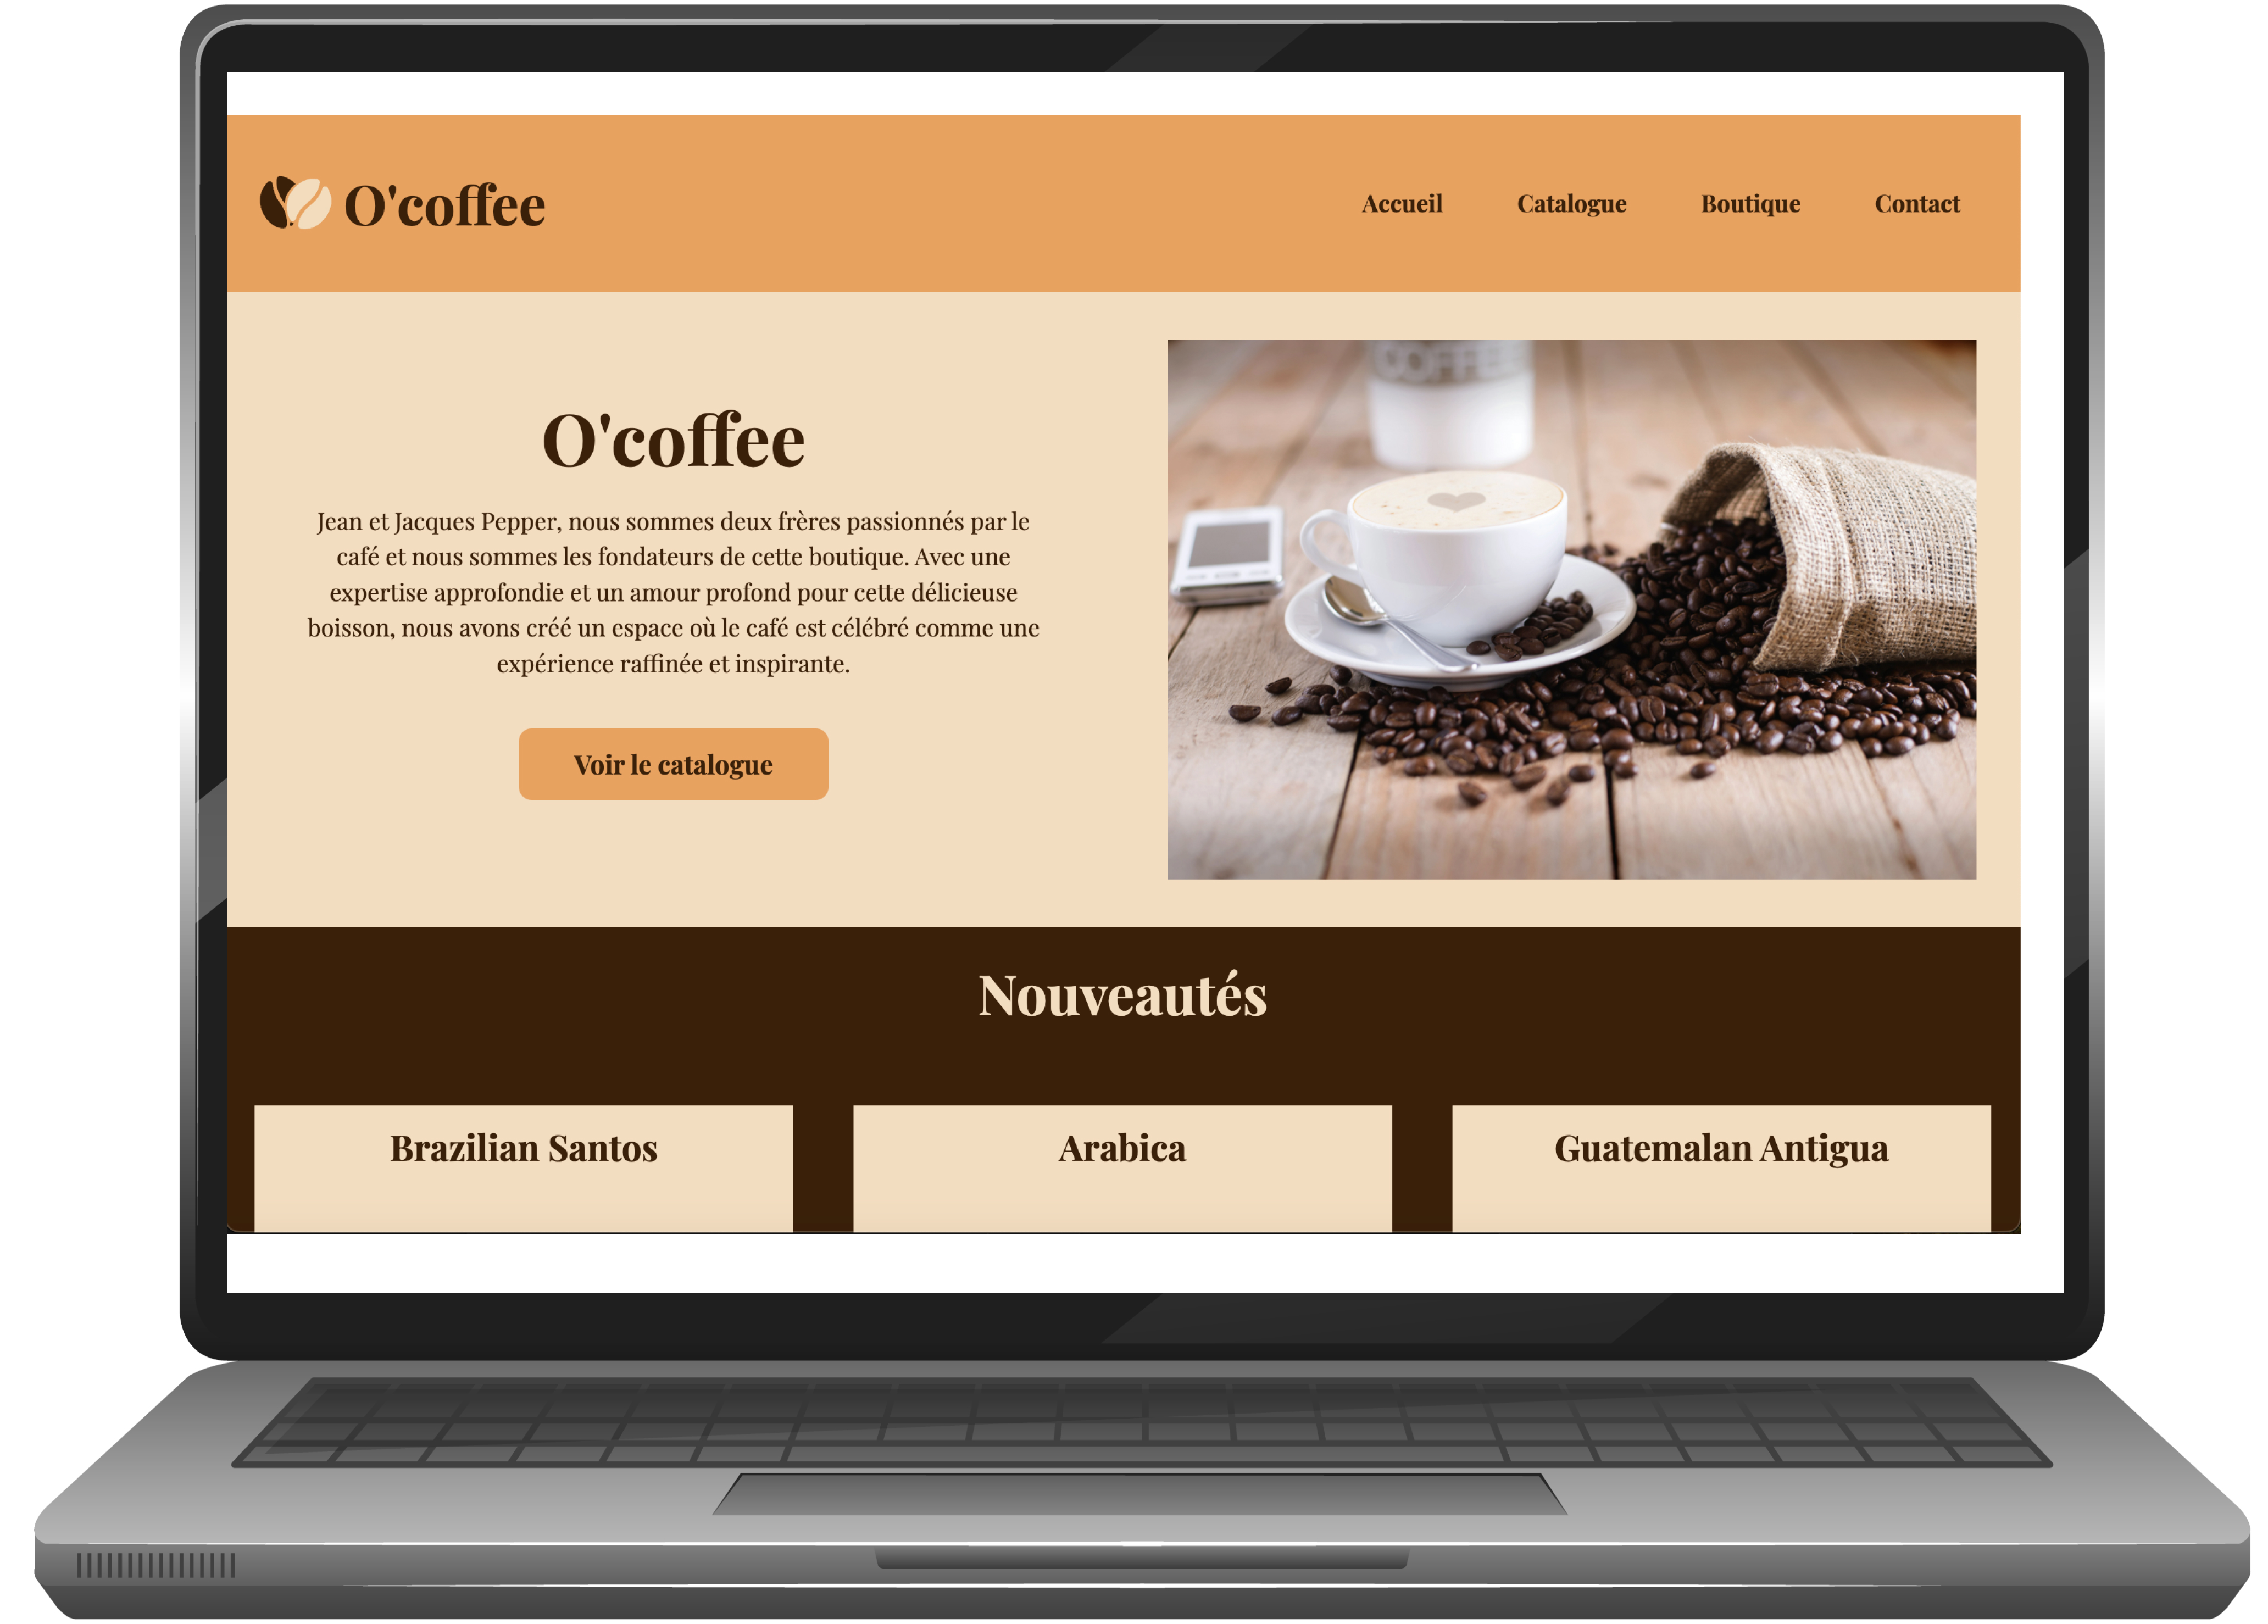 O'coffee
Accueil Catalogue Boutique Contact
O'coffee
Jean et Jacques Pepper, nous sommes deux frères passionnés par le
café et nous sommes les fondateurs de cette boutique. Avec une
expertise approfondie et un amour profond pour cette délicieuse
boisson, nous avons créé un espace où le café est célébré comme une
expérience raffinée et inspirante.
Voir le catalogue
COFFEE
Nouveautés
Brazilian Santos
Arabica
Guatemalan Antigua